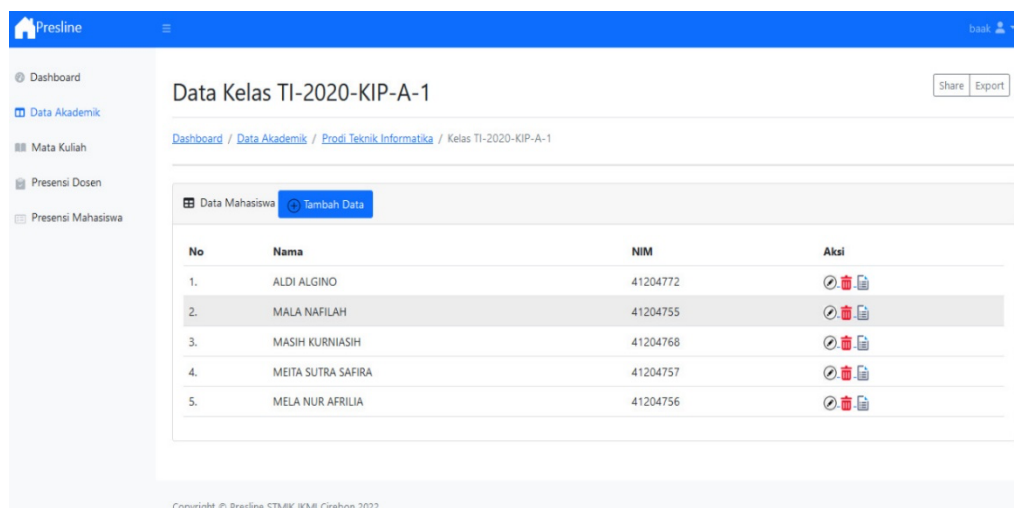 Presline
baak
Dashboard
Data Akademik
Mata Kuliah
Presensi Dosen
Presensi Mahasiswa
Data Kelas TI-2020-KIP-A-1
Share Export
Dashboard / Data Akademik / Prodi Teknik Informatika / Kelas TI-2020-KIP-A-1
Data Mahasiswa Tambah Data
No Nama NIM Aksi
1. ALDI ALGINO 41204772
2. MALA NAFILAH 41204755
3. MASIH KURNIASIH 41204768
4. MEITA SUTRA SAFIRA 41204757
5. MELA NUR AFRILIA 41204756
Copyright © Presline STMIK IKMI Cirebon 2022